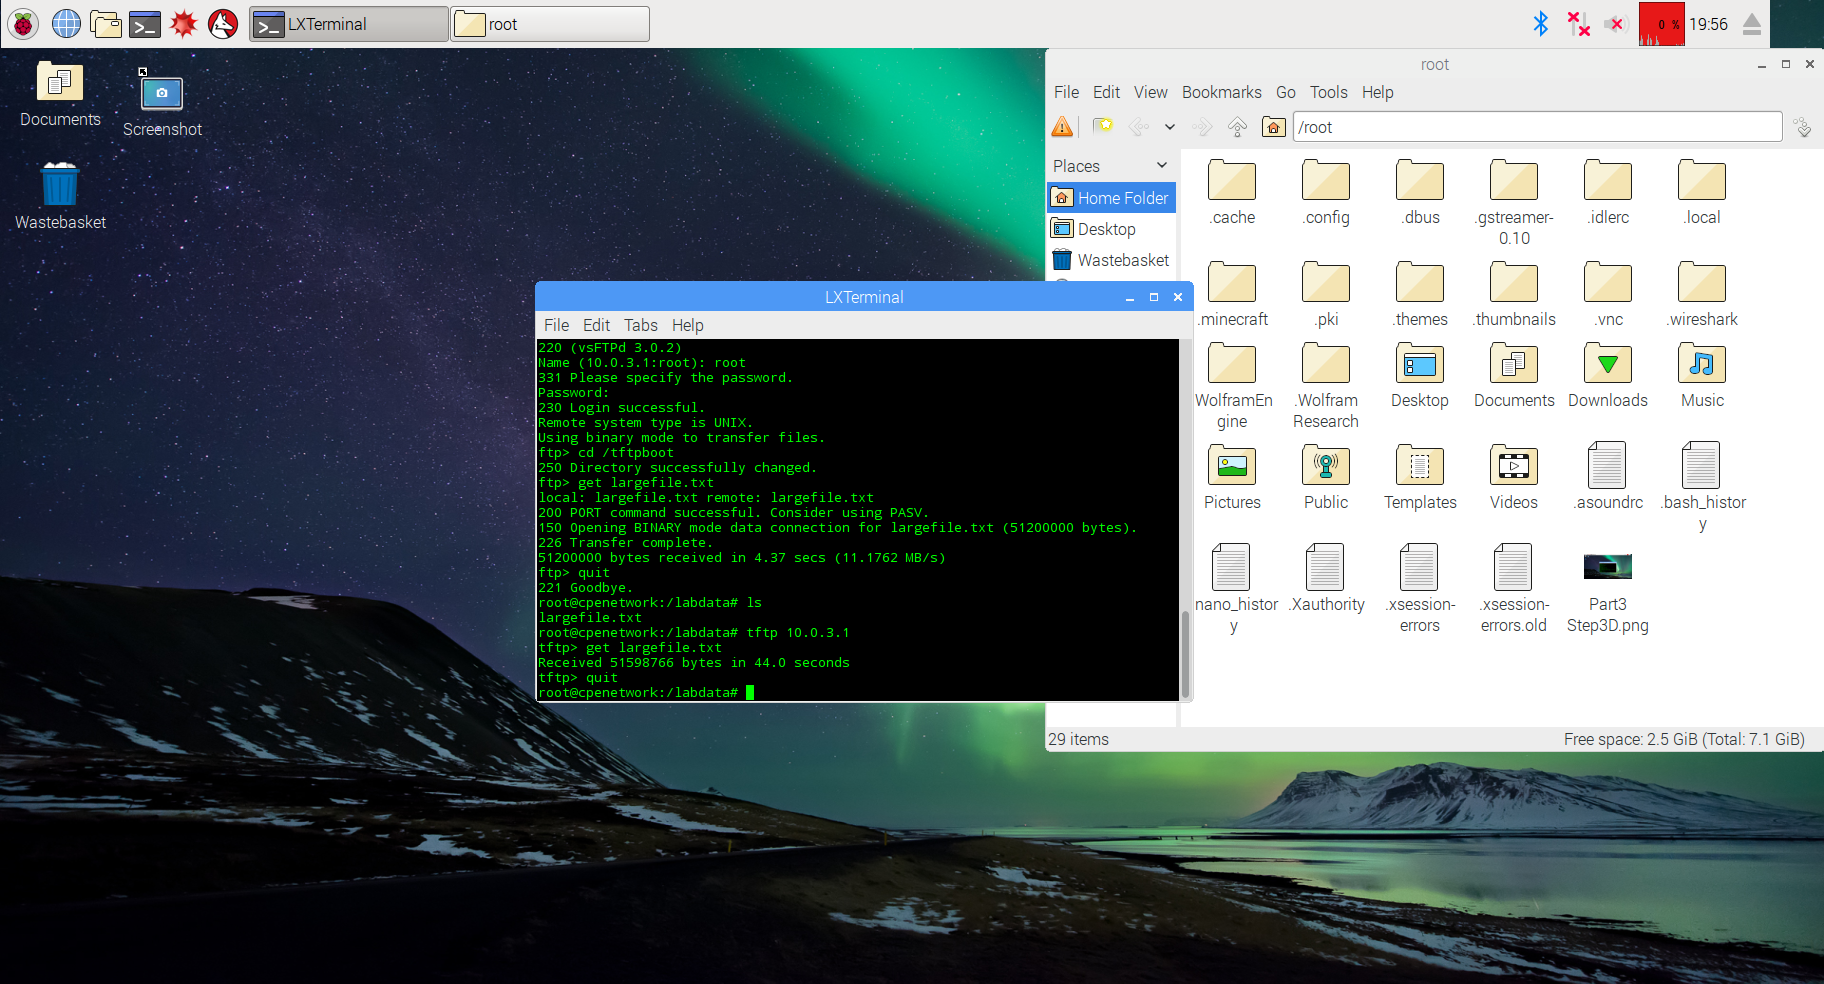 LXTerminal
root
0 %
19:56
Documents
Screenshot
Wastebasket
root
File Edit View Bookmarks Go Tools Help
/root
Places
Home Folder
Desktop
Wastebasket
.cache
.config
.dbus
.gstreamer-
0.10
.idlerc
.local
.minecraft
.pki
.themes
.thumbnails
.vnc
.wireshark
WolframEn
gine
.Wolfram
Research
Desktop
Documents
Downloads
Music
Pictures
Public
Templates
Videos
.asoundrc
.bash_histor
y
nano_histor
y
.Xauthority
.xsession-
errors
.xsession-
errors.old
Part3
Step3D.png
29 items
Free space: 2.5 GiB (Total: 7.1 GiB)
LXTerminal
File Edit Tabs Help
220 (vsFTPd 3.0.2)
Name (10.0.3.1:root): root
331 Please specify the password.
Password:
230 Login successful.
Remote system type is UNIX.
Using binary mode to transfer files.
ftp> cd /tftpboot
250 Directory successfully changed.
ftp> get largefile.txt
local: largefile.txt remote: largefile.txt
200 PORT command successful. Consider using PASV.
150 Opening BINARY mode data connection for largefile.txt (51200000 bytes).
226 Transfer complete.
51200000 bytes received in 4.37 secs (11.1762 MB/s)
ftp> quit
221 Goodbye.
root@cpenetwork:/labdata# ls
largefile.txt
root@cpenetwork:/labdata# tftp 10.0.3.1
tftp> get largefile.txt
Received 51598766 bytes in 44.0 seconds
tftp> quit
root@cpenetwork:/labdata#